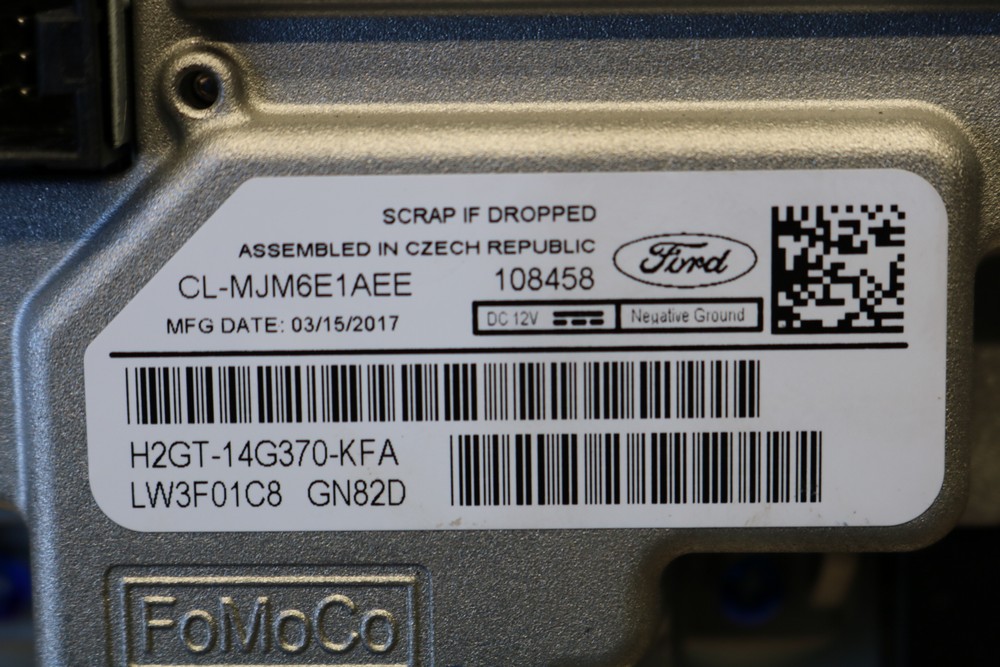 SCRAP IF DROPPED
ASSEMBLED IN CZECH REPUBLIC
CL-MJM6E1AEE 108458
Ford
MFG DATE: 03/15/2017
DC 12V
Negative Ground
H2GT-14G370-KFA
LW3F01C8 GN82D
FoMoCo